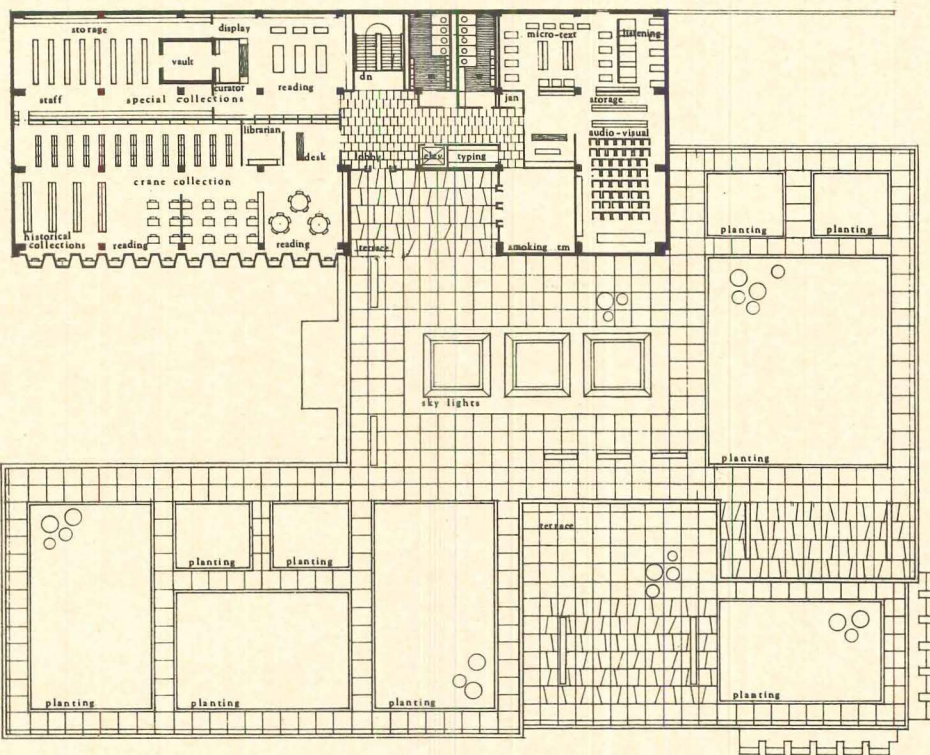 storage
display
micro-text
listening
vault
dn
curator
reading
staff
special collections
jan
storage
librarian
desk
audio-visual
lobby
elev
typing
crane collection
historical
collections
reading
reading
terrace
smoking rm
planting
planting
sky lights
planting
terrace
planting
planting
planting
planting
planting
planting